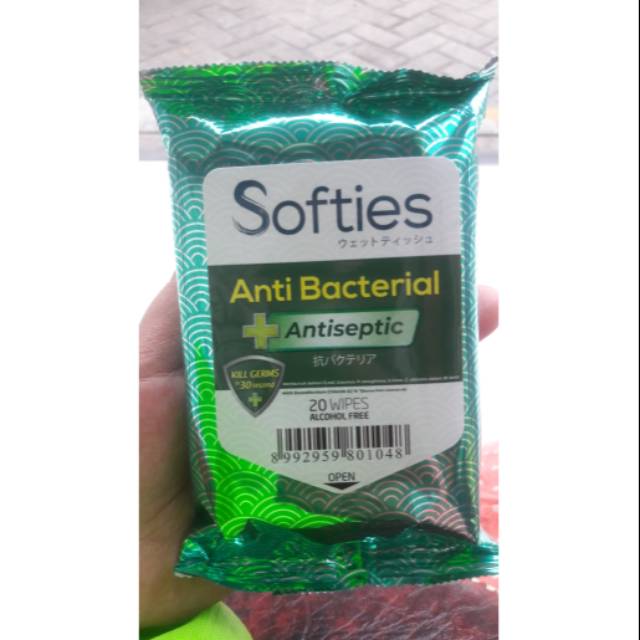 Softies
ウェットティッシュ
Anti Bacterial
Antiseptic
抗バクテリア
KILL GERMS
30
20 WIPES
ALCOHOL FREE
8992959801048
OPEN